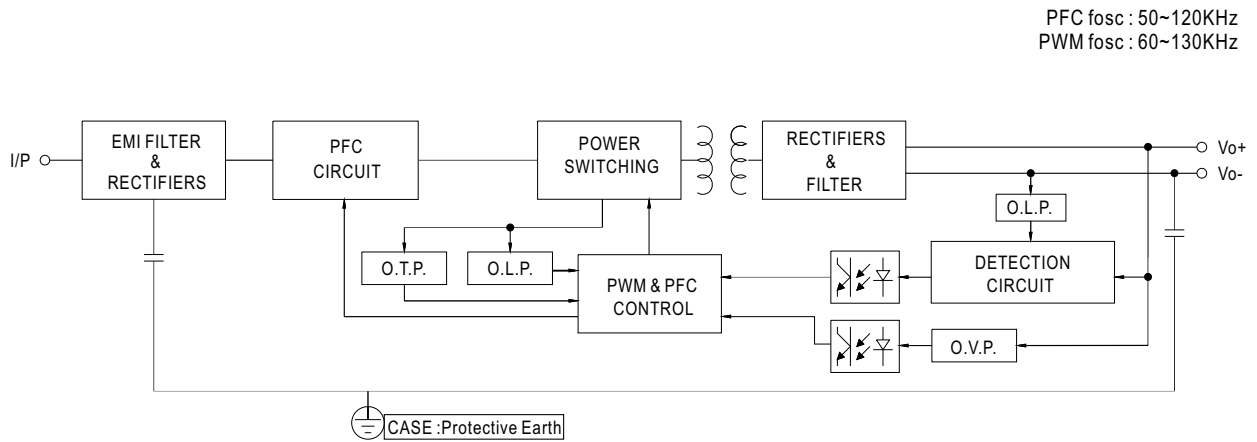 PFC fosc : 50~120KHz
PWM fosc : 60~130KHz
I/P
EMI FILTER
&
RECTIFIERS
PFC
CIRCUIT
POWER
SWITCHING
RECTIFIERS
&
FILTER
Vo+
Vo-
O.L.P.
O.T.P.
O.L.P.
PWM & PFC
CONTROL
DETECTION
CIRCUIT
O.V.P.
CASE :Protective Earth